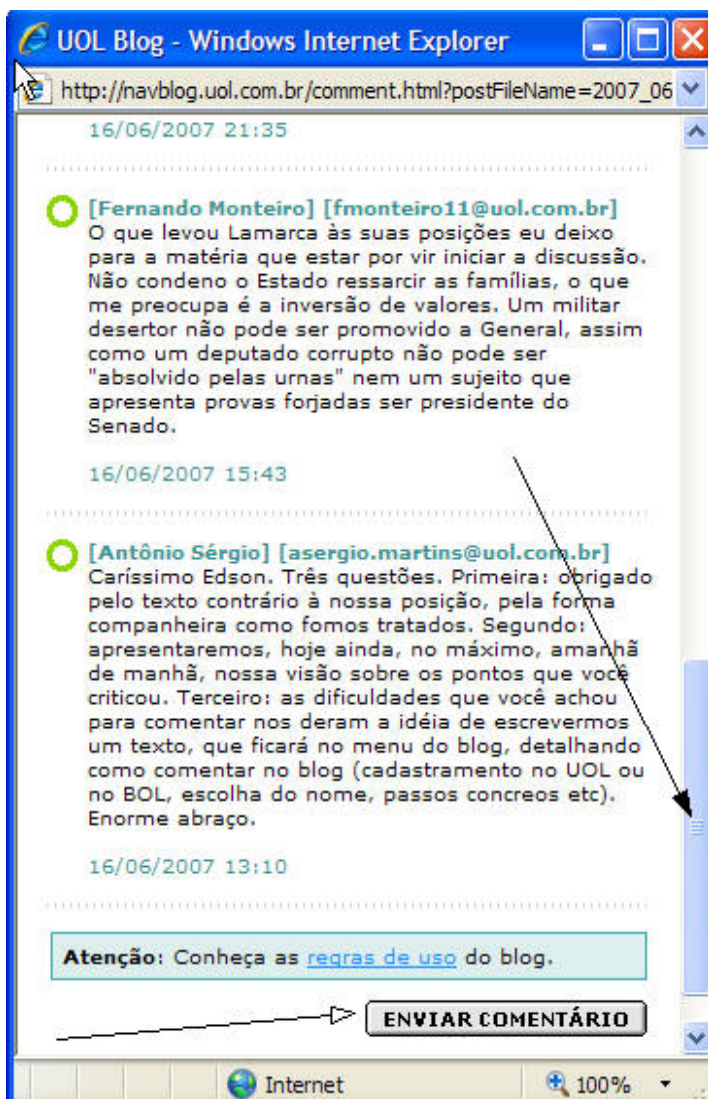 UOL Blog - Windows Internet Explorer
http://navblog.uol.com.br/comment.html?postFileName=2007_06
16/06/2007 21:35
[Fernando Monteiro] [fmonteiro11@uol.com.br]
O que levou Lamarca às suas posições eu deixo
para a matéria que estar por vir iniciar a discussão.
Não condeno o Estado ressarcir as famílias, o que
me preocupa é a inversão de valores. Um militar
desertor não pode ser promovido a General, assim
como um deputado corrupto não pode ser
"absolvido pelas urnas" nem um sujeito que
apresenta provas forjadas ser presidente do
Senado.
16/06/2007 15:43
[Antônio Sérgio] [asergio.martins@uol.com.br]
Caríssimo Edson. Três questões. Primeira: obrigado
pelo texto contrário à nossa posição, pela forma
companheira como fomos tratados. Segundo:
apresentaremos, hoje ainda, no máximo, amanhã
de manhã, nossa visão sobre os pontos que você
criticou. Terceiro: as dificuldades que você achou
para comentar nos deram a idéia de escrevermos
um texto, que ficará no menu do blog, detalhando
como comentar no blog (cadastramento no UOL ou
no BOL, escolha do nome, passos concreos etc).
Enorme abraço.
16/06/2007 13:10
Atenção: Conheça as regras de uso do blog.
ENVIAR COMENTÁRIO
Internet 100%